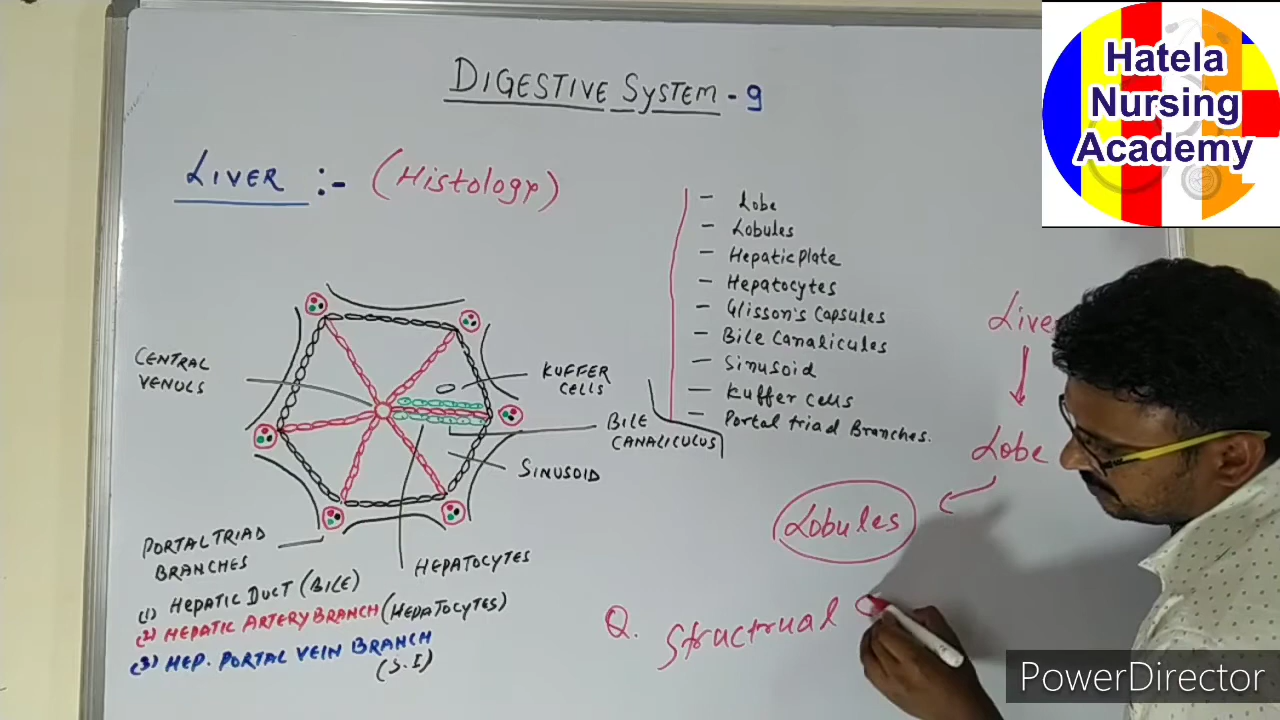 DIGESTIVE SYSTEM - 9
Hatela
Nursing
Academy
LIVER :- (Histology)
- Lobe
- Lobules
- Hepatic plate
- Hepatocytes
- Glisson's Capsules
- Bile Canalicules
- Sinusoid
- Kuffer cells
- Portal triad Branches.
CENTRAL
VENOLS
KUFFER
CELLS
BILE
CANALICULUS
SINUSOID
HEPATOCYTES
PORTAL TRIAD
BRANCHES
(1) HEPATIC DUCT (BILE)
(2) HEPATIC ARTERY BRANCH (HEPATOCYTES)
(3) HEP. PORTAL VEIN BRANCH
(S.I)
Liver
Lobe
Lobules
Q. Structrual
PowerDirector